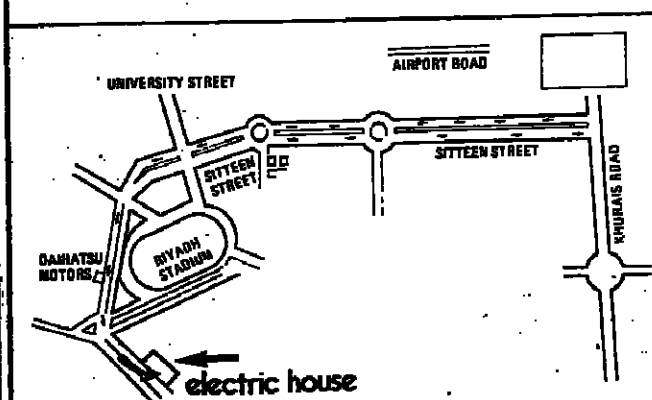 AIRPORT ROAD
UNIVERSITY STREET
SITTEEN STREET
SITTEEN
STREET
KHURAIS ROAD
RIYADH
STADIUM
DAIHATSU
MOTORS
electric house